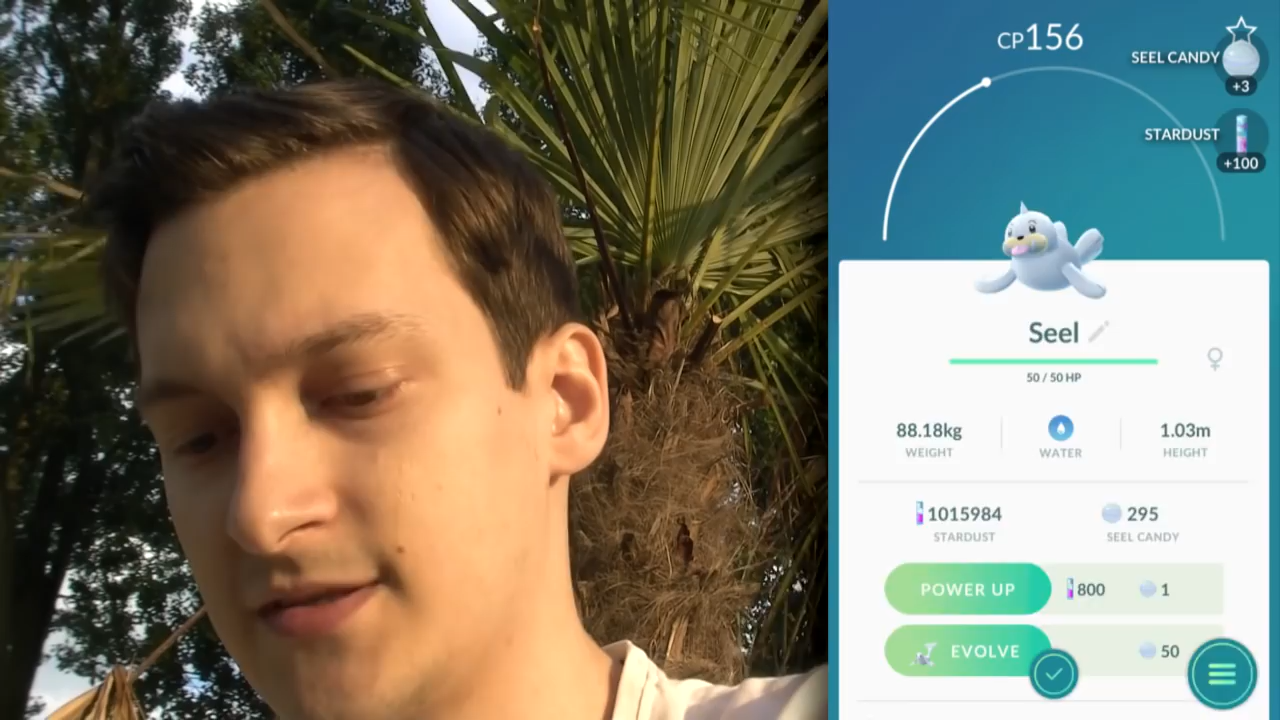 CP156
SEEL CANDY
+3
STARDUST
+100
Seel
50 / 50 HP
88.18kg
WEIGHT
WATER
1.03m
HEIGHT
1015984
STARDUST
295
SEEL CANDY
POWER UP
800
1
EVOLVE
50